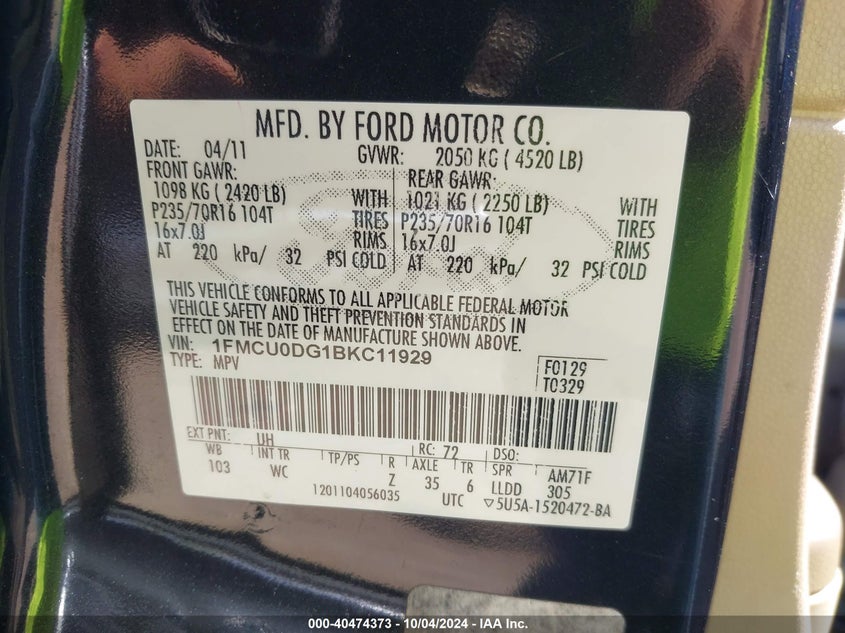 MFD. BY FORD MOTOR CO.
DATE: 04/11 GVWR: 2050 KG ( 4520 LB)
FRONT GAWR: REAR GAWR:
1098 KG ( 2420 LB) WITH 1021 KG ( 2250 LB) WITH
P235/70R16 104T TIRES P235/70R16 104T TIRES
16x7.0J RIMS 16x7.0J RIMS
AT 220 kPa/ 32 PSI COLD AT 220 kPa/ 32 PSI COLD
THIS VEHICLE CONFORMS TO ALL APPLICABLE FEDERAL MOTOR
VEHICLE SAFETY AND THEFT PREVENTION STANDARDS IN
EFFECT ON THE DATE OF MANUFACTURE SHOWN ABOVE.
VIN: 1FMCU0DG1BKC11929
TYPE: MPV
F0129
T0329
EXT PNT: UH RC: 72 DSO:
WB INT TR TP/PS R AXLE TR SPR AM71F
103 WC Z 35 6 LLDD 305
1201104056035 UTC ▽5U5A-1520472-BA
000-40474373 - 10/04/2024 - IAA Inc.